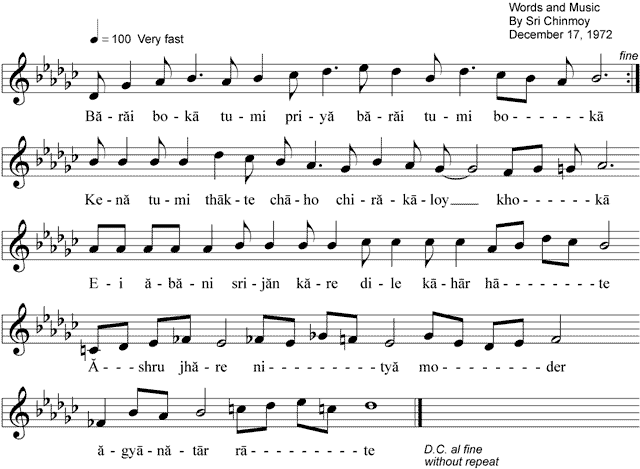 Words and Music
By Sri Chinmoy
December 17, 1972
= 100 Very fast
fine
Bā - răi bo - kā tu - mi pri - yă bā - răi tu - mi bo - - - - - kā
Ke - nă tu - mi thāk - te chā - ho chi - ră - kā - loy kho - - - kā
E - i ă - bă - ni sri - jăn kă - re di - le kā - hār hā - - - - te
Ă - - - shru jhă - re ni - - - - - - tyă mo - - - - der
ă - gyā - nă - tār rā - - - - - - te
D.C. al fine
without repeat